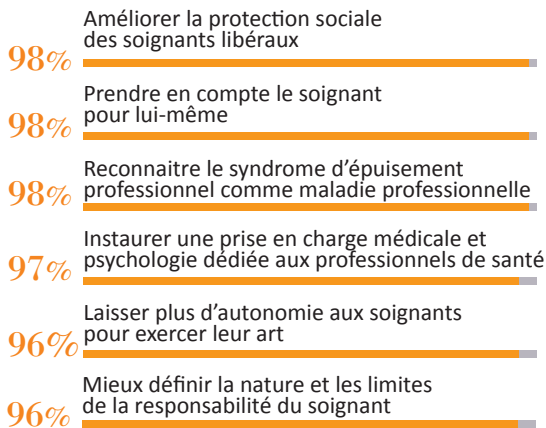 Améliorer la protection sociale
des soignants libéraux
98%
Prendre en compte le soignant
pour lui-même
98%
Reconnaitre le syndrome d'épuisement
professionnel comme maladie professionnelle
98%
Instaurer une prise en charge médicale et
psychologie dédiée aux professionnels de santé
97%
Laisser plus d'autonomie aux soignants
pour exercer leur art
96%
Mieux définir la nature et les limites
de la responsabilité du soignant
96%